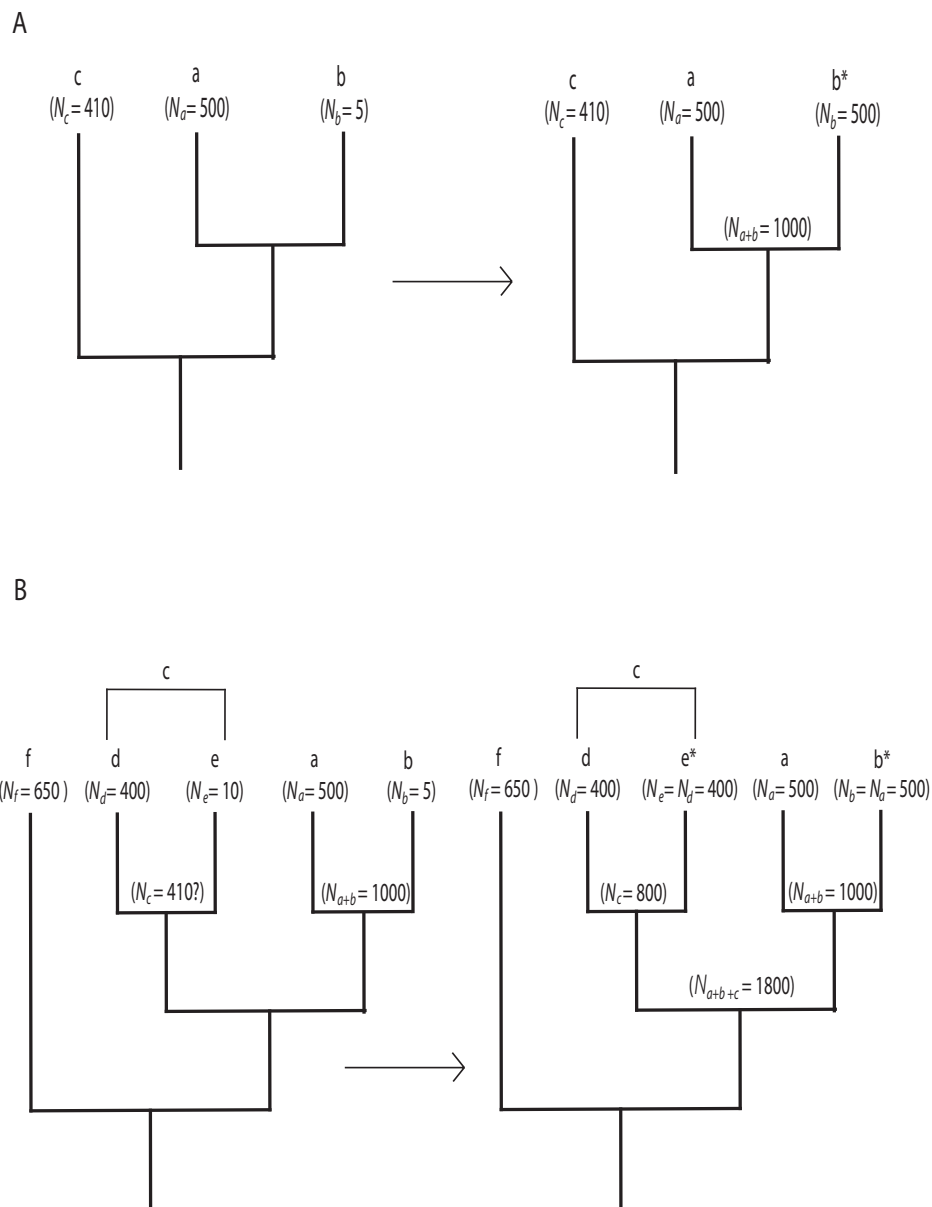 A
c a b
(Nc = 410) (Na = 500) (Nb = 5)
c a b*
(Nc = 410) (Na = 500) (Nb = 500)
(Na+b = 1000)
B
c
f d e a b
(Nf = 650 ) (Nd = 400) (Ne = 10) (Na = 500) (Nb = 5)
(Nc = 410?) (Na+b = 1000)
c
f d e* a b*
(Nf = 650 ) (Nd = 400) (Ne = Nd = 400) (Na = 500) (Nb = Na = 500)
(Nc = 800) (Na+b = 1000)
(Na+b+c = 1800)